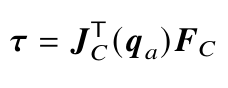 τ = J_C^T(q_a)F_C